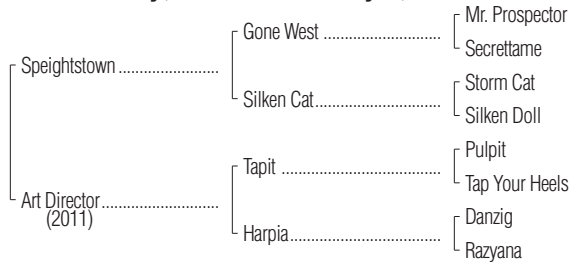 Mr. Prospector
Gone West
Secrettame
Speightstown
Storm Cat
Silken Cat
Silken Doll
Pulpit
Tapit
Tap Your Heels
Art Director
(2011)
Danzig
Harpia
Razyana